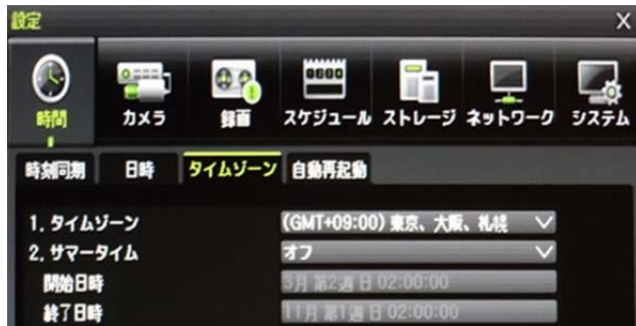 設定 X
時間 カメラ 録画 スケジュール ストレージ ネットワーク システム
時刻同期 日時 タイムゾーン 自動再起動
1. タイムゾーン (GMT+09:00) 東京、大阪、札幌
2. サマータイム オフ
開始日時 3月 第2週 日 02:00:00
終了日時 11月 第1週 日 02:00:00